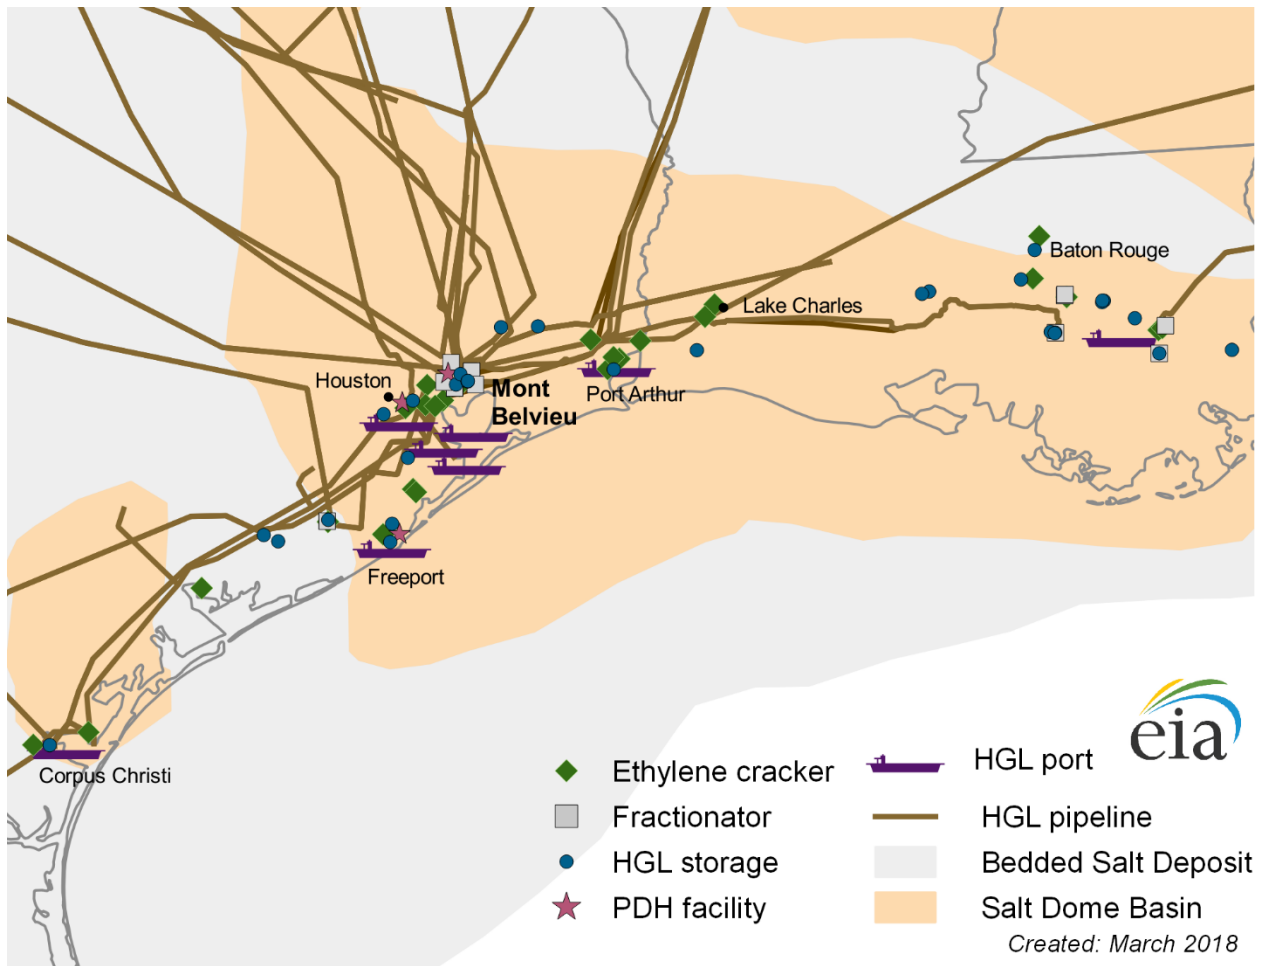 Baton Rouge
Lake Charles
Houston
Mont
Belvieu
Port Arthur
Freeport
Corpus Christi
eia
Ethylene cracker
HGL port
Fractionator
HGL pipeline
HGL storage
Bedded Salt Deposit
PDH facility
Salt Dome Basin
Created: March 2018